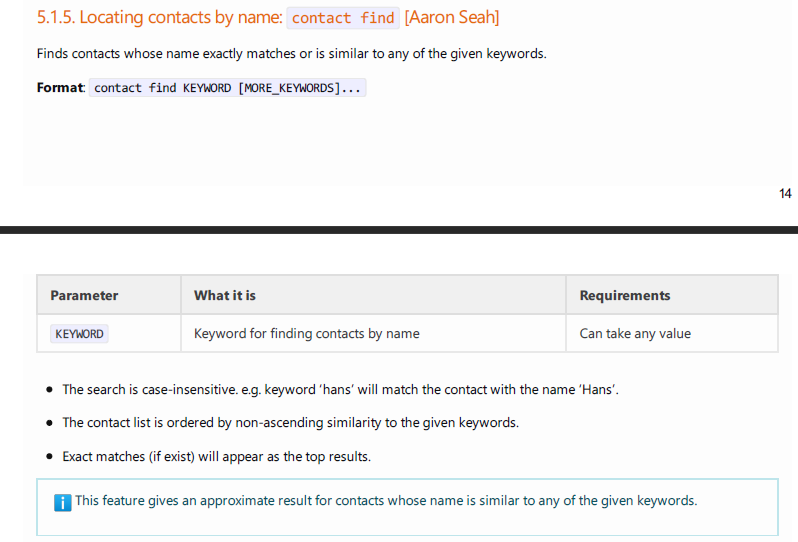 5.1.5. Locating contacts by name: contact find [Aaron Seah]
Finds contacts whose name exactly matches or is similar to any of the given keywords.
Format: contact find KEYWORD [MORE_KEYWORDS]...
14
Parameter What it is Requirements
KEYWORD Keyword for finding contacts by name Can take any value
• The search is case-insensitive. e.g. keyword ‘hans’ will match the contact with the name ‘Hans’.
• The contact list is ordered by non-ascending similarity to the given keywords.
• Exact matches (if exist) will appear as the top results.
i This feature gives an approximate result for contacts whose name is similar to any of the given keywords.